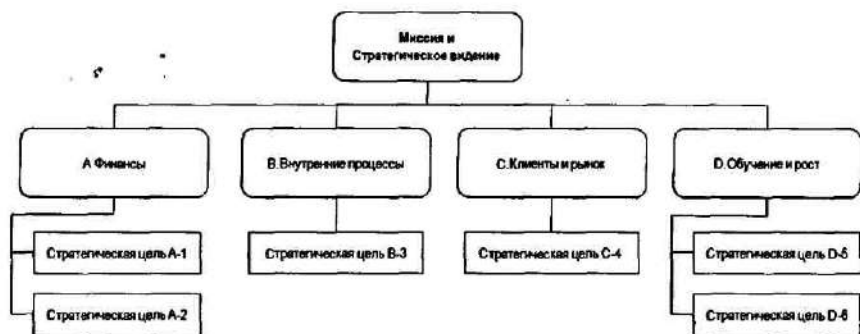 Миссия и
Стратегическое видение
А Финансы
В.Внутренние процессы
С.Клиенты и рынок
D.Обучение и рост
Стратегическая цель А-1
Стратегическая цель В-3
Стратегическая цель С-4
Стратегическая цель D-5
Стратегическая цель А-2
Стратегическая цель D-6